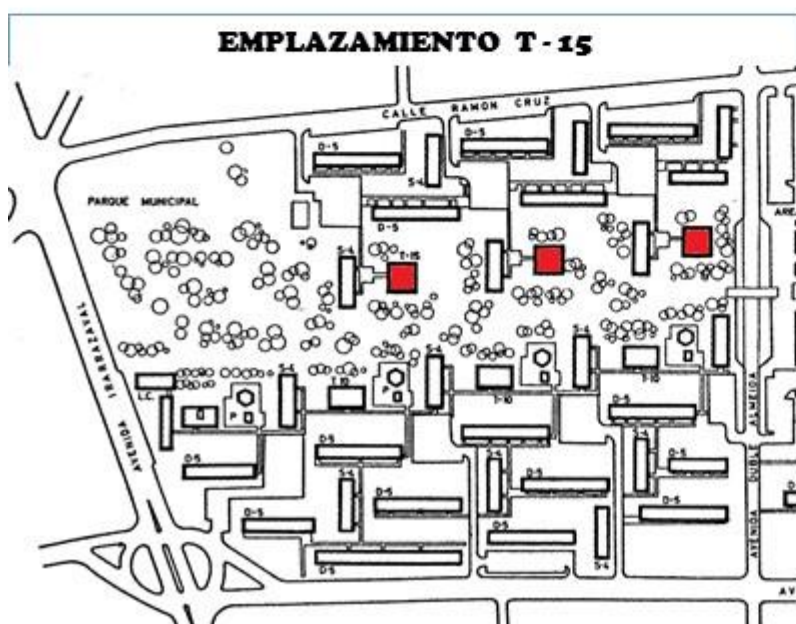 EMPLAZAMIENTO T - 15
CALLE RAMON CRUZ
D-5
D-5
S-4
PARQUE MUNICIPAL
D-5
AREA
S-4
T-15
S-4
S-4
S-4
AVENIDA IRARRAZAVAL
S-4
S-4
S-4
T-10
L.C.
P
T-10
P
T-10
D-5
AVENIDA DUBLE ALMEIDA
D-5
D-5
S-4
D-5
S-4
D-5
S-4
D-5
D-5
D-5
D
D-5
D-5
S-4
D-5
AV